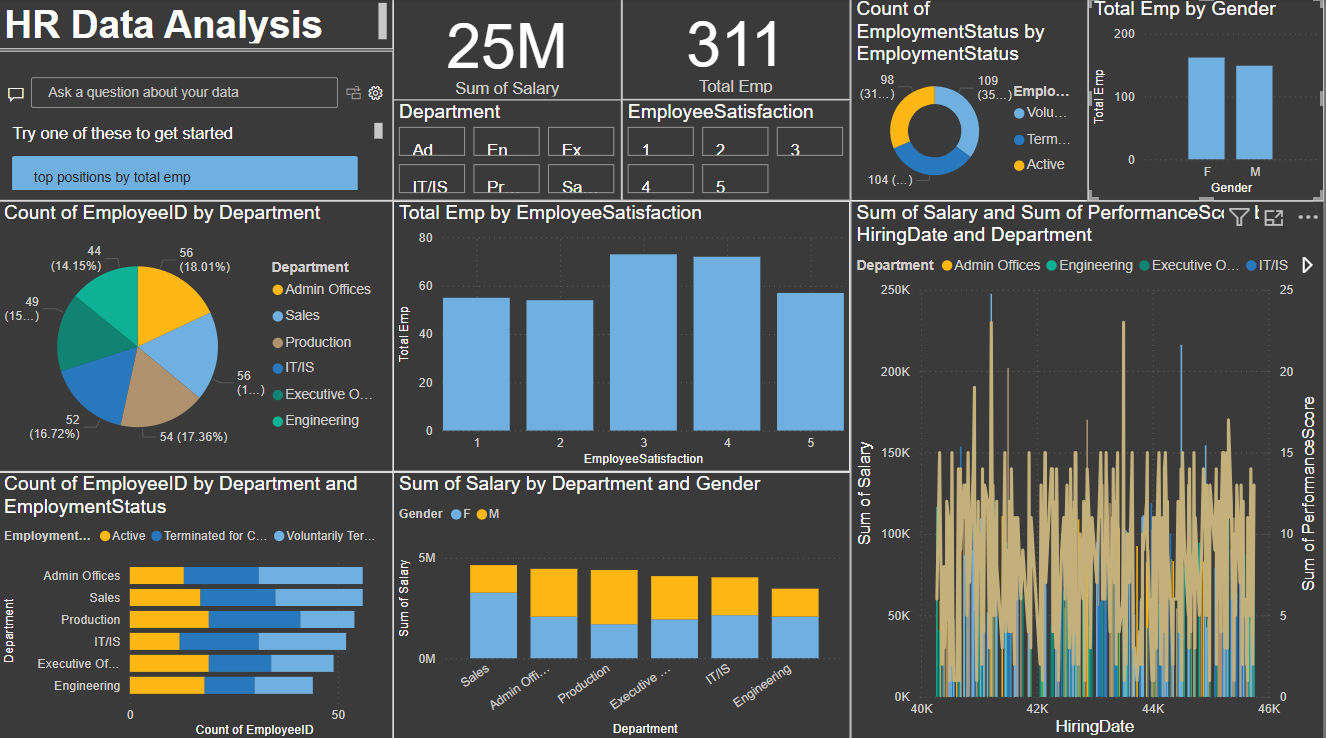 HR Data Analysis
Ask a question about your data
Try one of these to get started
top positions by total emp
25M
Sum of Salary
311
Total Emp
Department
Ad
En
Ex
IT/IS
Pr...
Sa...
EmployeeSatisfaction
1
2
3
4
5
Count of
EmploymentStatus by
EmploymentStatus
98
(31...)
109
(35...)
104 (...)
Emplo...
Volu...
Term...
Active
Total Emp by Gender
200
100
0
Total Emp
F
M
Gender
Count of EmployeeID by Department
44
(14.15%)
56
(18.01%)
49
(15...)
56
(1...)
52
(16.72%)
54 (17.36%)
Department
Admin Offices
Sales
Production
IT/IS
Executive O...
Engineering
Total Emp by EmployeeSatisfaction
80
60
40
20
0
Total Emp
1
2
3
4
5
EmployeeSatisfaction
Sum of Salary and Sum of PerformanceSc
HiringDate and Department
Department
Admin Offices
Engineering
Executive O...
IT/IS
250K
200K
150K
100K
50K
0K
Sum of Salary
25
20
15
10
5
0
Sum of PerformanceScore
40K
42K
44K
46K
HiringDate
Count of EmployeeID by Department and
EmploymentStatus
Employment...
Active
Terminated for C...
Voluntarily Ter...
Department
Admin Offices
Sales
Production
IT/IS
Executive Of...
Engineering
0
50
Count of EmployeeID
Sum of Salary by Department and Gender
Gender
F
M
5M
0M
Sum of Salary
Sales
Admin Offi...
Production
Executive ...
IT/IS
Engineering
Department